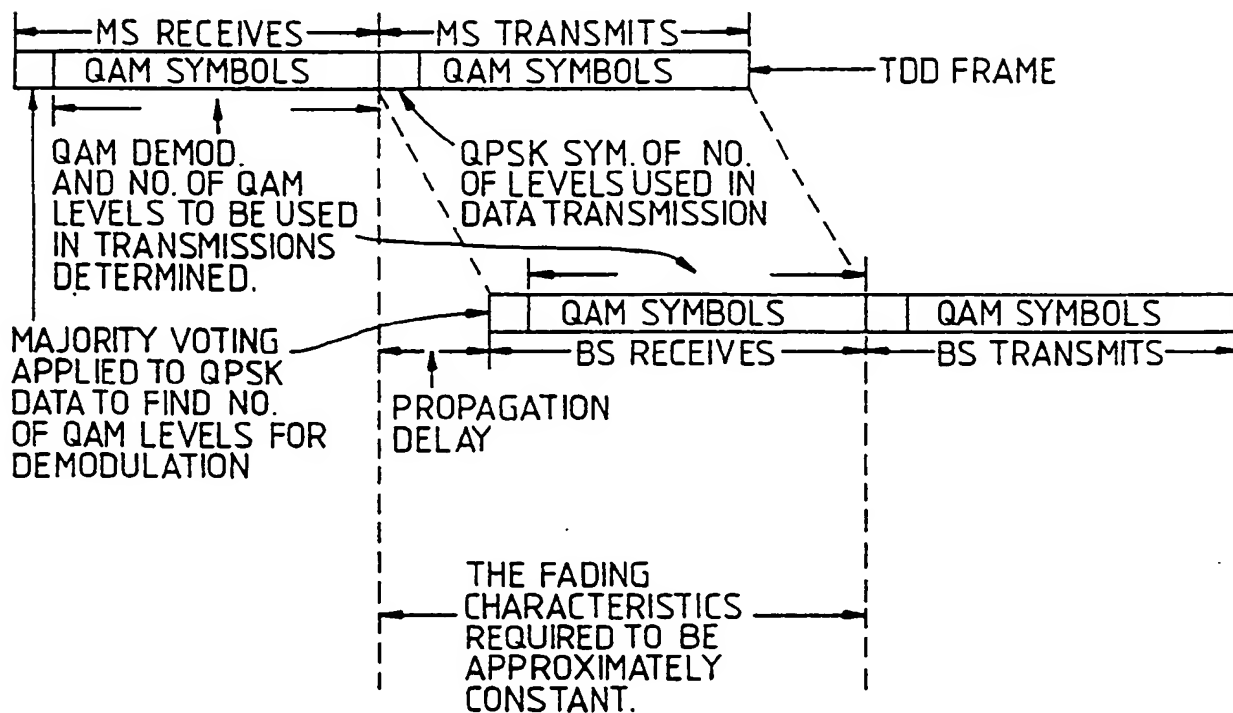 MS RECEIVES
MS TRANSMITS
QAM SYMBOLS
QAM SYMBOLS
TDD FRAME
QAM DEMOD.
AND NO. OF QAM
LEVELS TO BE USED
IN TRANSMISSIONS
DETERMINED.
QPSK SYM. OF NO.
OF LEVELS USED IN
DATA TRANSMISSION
QAM SYMBOLS
QAM SYMBOLS
BS RECEIVES
BS TRANSMITS
MAJORITY VOTING
APPLIED TO QPSK
DATA TO FIND NO.
OF QAM LEVELS FOR
DEMODULATION
PROPAGATION
DELAY
THE FADING
CHARACTERISTICS
REQUIRED TO BE
APPROXIMATELY
CONSTANT.